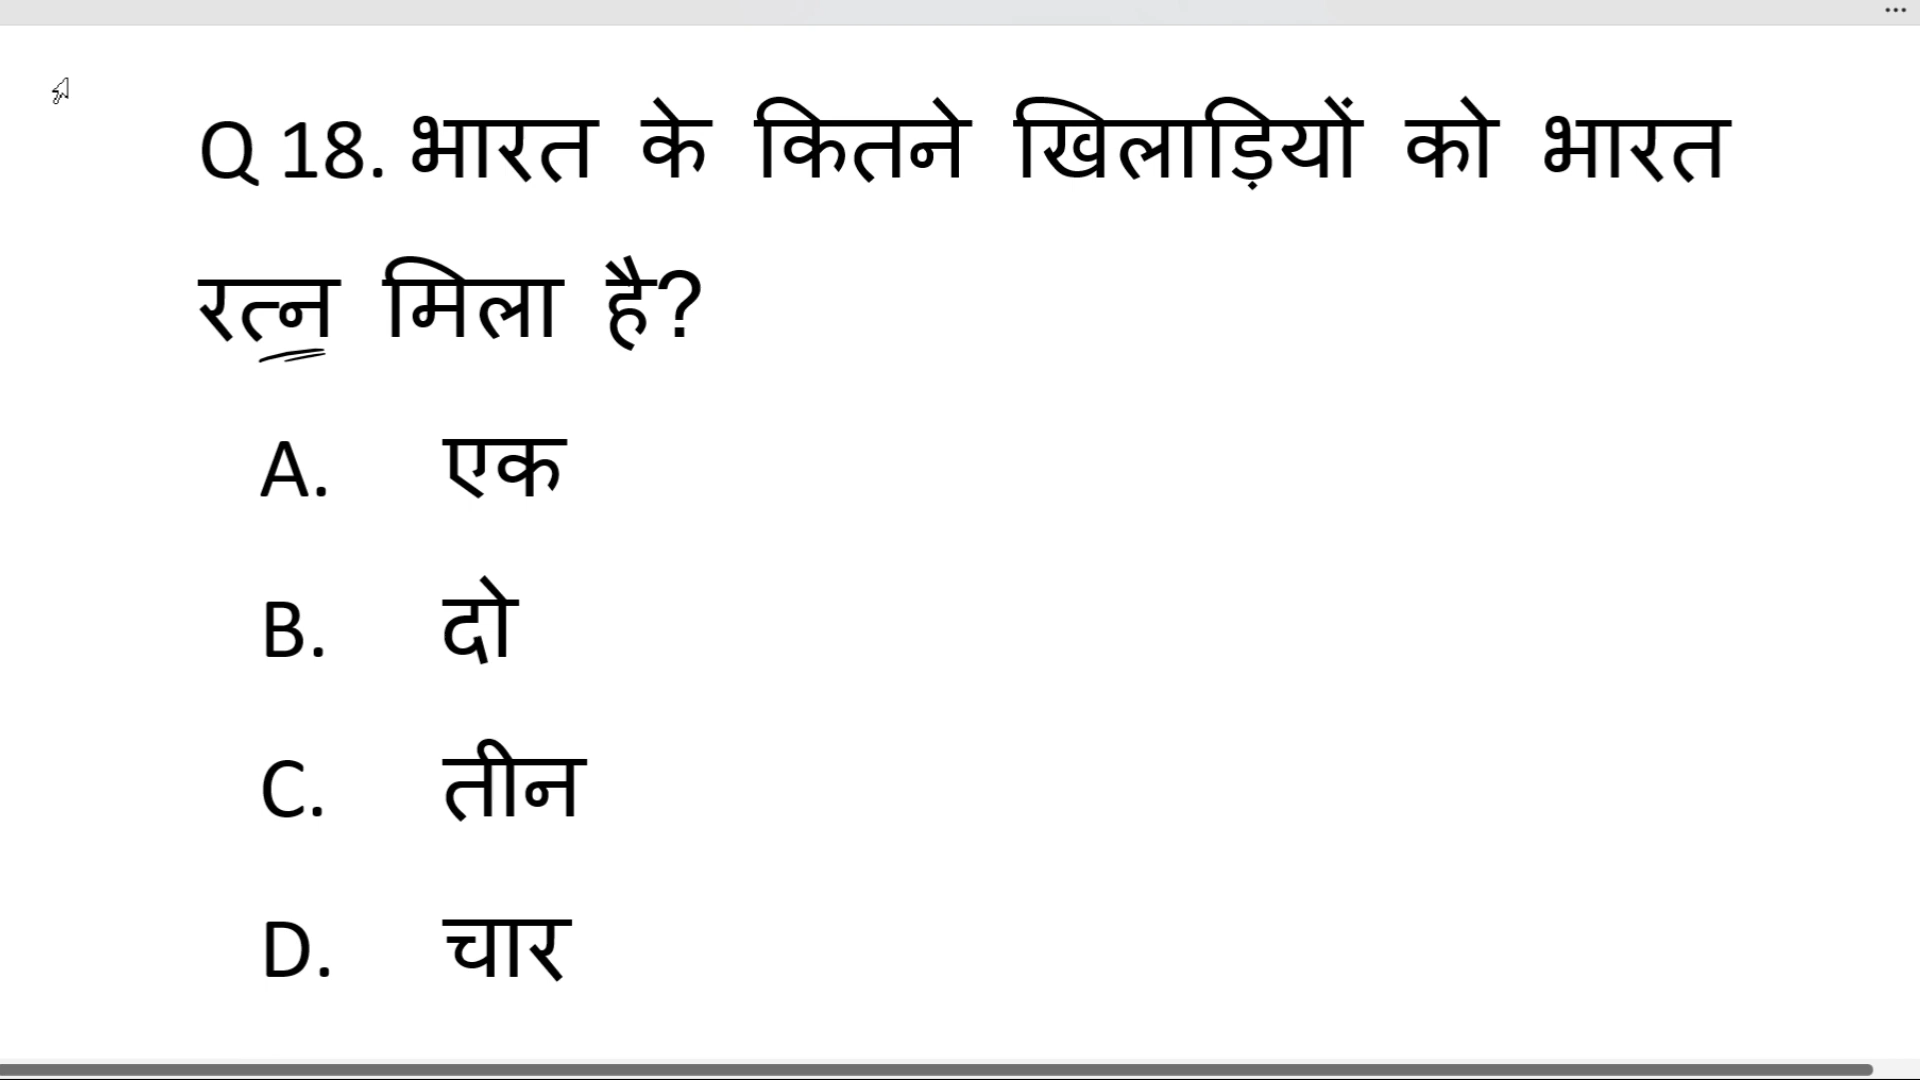 Q 18. भारत के कितने खिलाड़ियों को भारत
रत्न मिला है?
A. एक
B. दो
C. तीन
D. चार